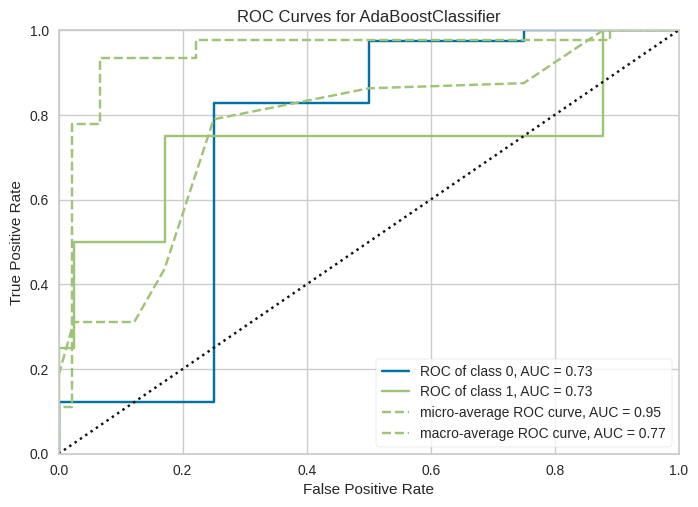 ROC Curves for AdaBoostClassifier
1.0
0.8
0.6
0.4
0.2
0.0
True Positive Rate
ROC of class 0, AUC = 0.73
ROC of class 1, AUC = 0.73
micro-average ROC curve, AUC = 0.95
macro-average ROC curve, AUC = 0.77
0.0 0.2 0.4 0.6 0.8 1.0
False Positive Rate